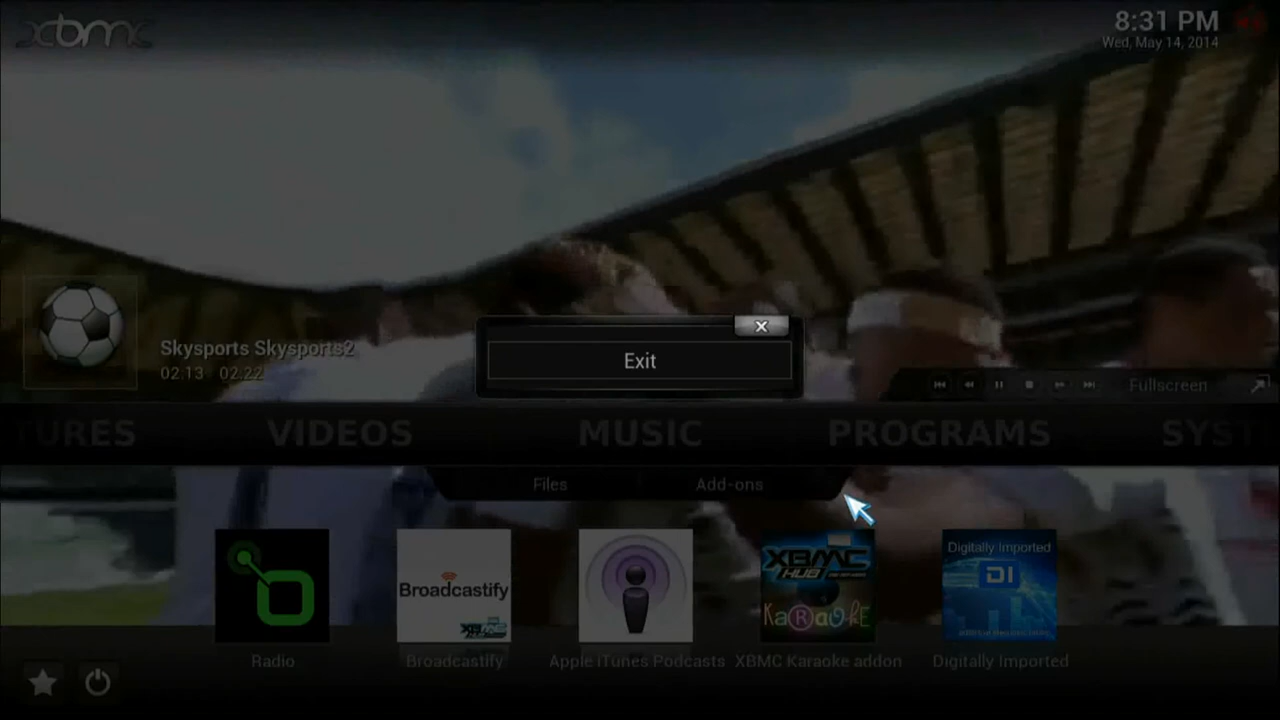 xbmc
8:31 PM
Wed, May 14, 2014
Skysports Skysports2
02:13 02:22
Exit
Fullscreen
VIDEOS MUSIC PROGRAMS
Files Add-ons
Broadcastify
XBMC
HUB
KaRaoKE
Digitally Imported
DI
Radio Broadcastify Apple iTunes Podcasts XBMC Karaoke addon Digitally Imported